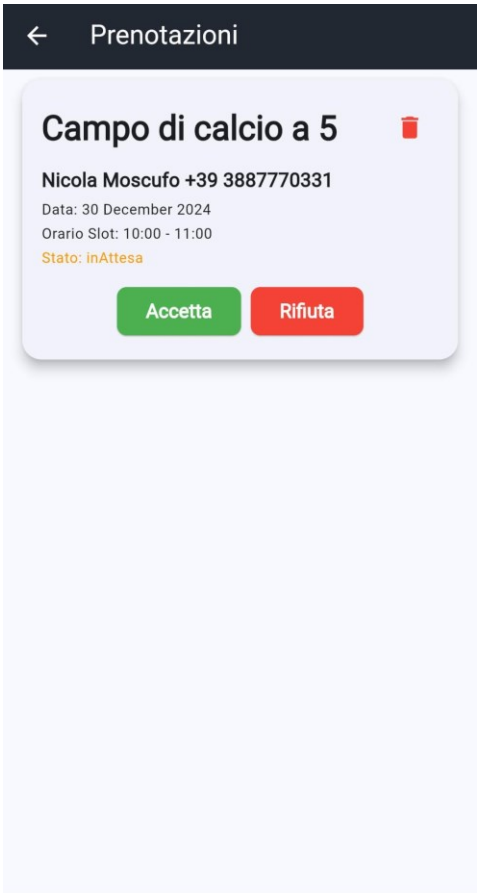 Prenotazioni
Campo di calcio a 5
Nicola Moscufo +39 3887770331
Data: 30 December 2024
Orario Slot: 10:00 - 11:00
Stato: inAttesa
Accetta
Rifiuta